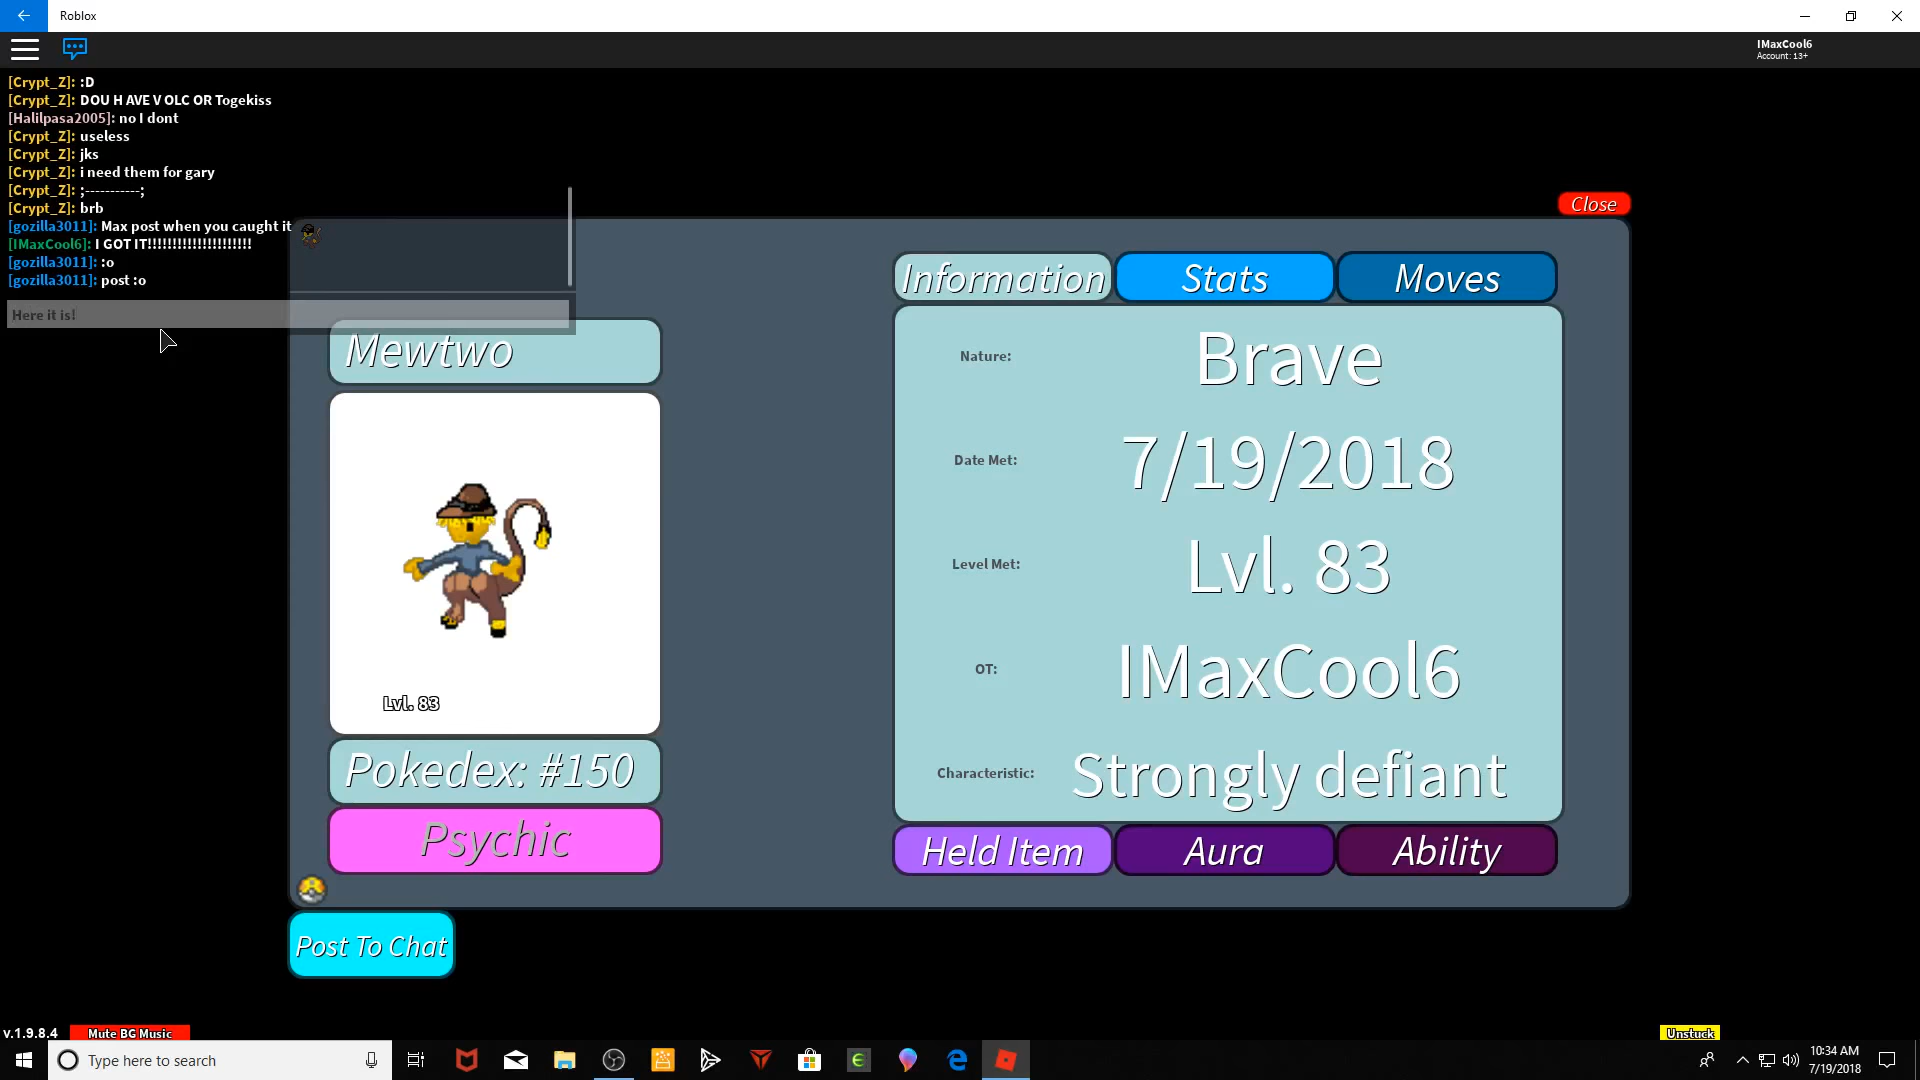 Roblox
IMaxCool6
Account: 13+
[Crypt_Z]: :D
[Crypt_Z]: DOU H AVE V OLC OR Togekiss
[Halilpasa2005]: no I dont
[Crypt_Z]: useless
[Crypt_Z]: jks
[Crypt_Z]: i need them for gary
[Crypt_Z]: ;-----------;
[Crypt_Z]: brb
[gozilla3011]: Max post when you caught it
[IMaxCool6]: I GOT IT!!!!!!!!!!!!!!!!!!!!!
[gozilla3011]: :o
[gozilla3011]: post :o
Here it is!
Close
Mewtwo
Lvl. 83
Pokedex: #150
Psychic
Post To Chat
Information Stats Moves
Nature: Brave
Date Met: 7/19/2018
Level Met: Lvl. 83
OT: IMaxCool6
Characteristic: Strongly defiant
Held Item Aura Ability
v.1.9.8.4 Mute BG Music
Unstuck
Type here to search
10:34 AM
7/19/2018